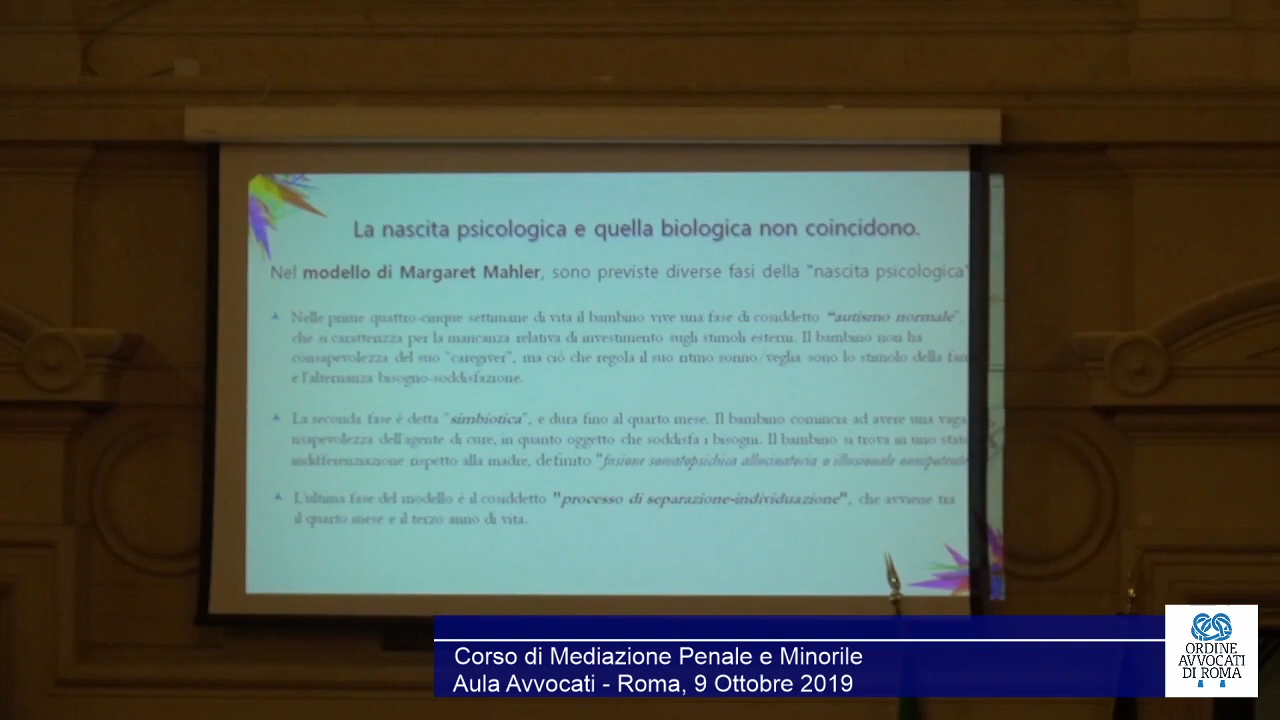 La nascita psicologica e quella biologica non coincidono.
Nel modello di Margaret Mahler, sono previste diverse fasi della "nascita psicologica"
Nelle prime quattro-cinque settimane di vita il bambino vive una fase di cosiddetto "autismo normale",
che si caratterizza per la mancanza relativa di investimento sugli stimoli esterni. Il bambino non ha
consapevolezza del suo "caregiver", ma ciò che regola il suo ritmo sonno/veglia sono lo stimolo della
e l'alternanza bisogno-soddisfazione.
La seconda fase è detta "simbiotica", e dura fino al quarto mese. Il bambino comincia ad avere una vaga
nsapevolezza dell'agente di cure, in quanto oggetto che soddisfa i bisogni. Il bambino si trova in uno
indifferenziazione rispetto alla madre, definito "fusione somatopsichica allucinatoria o illusionale onnipotente
L'ultima fase del modello è il cosiddetto "processo di separazione-individuazione", che avviene tra
il quarto mese e il terzo anno di vita.
Corso di Mediazione Penale e Minorile
Aula Avvocati - Roma, 9 Ottobre 2019
ORDINE
AVVOCATI
DI ROMA